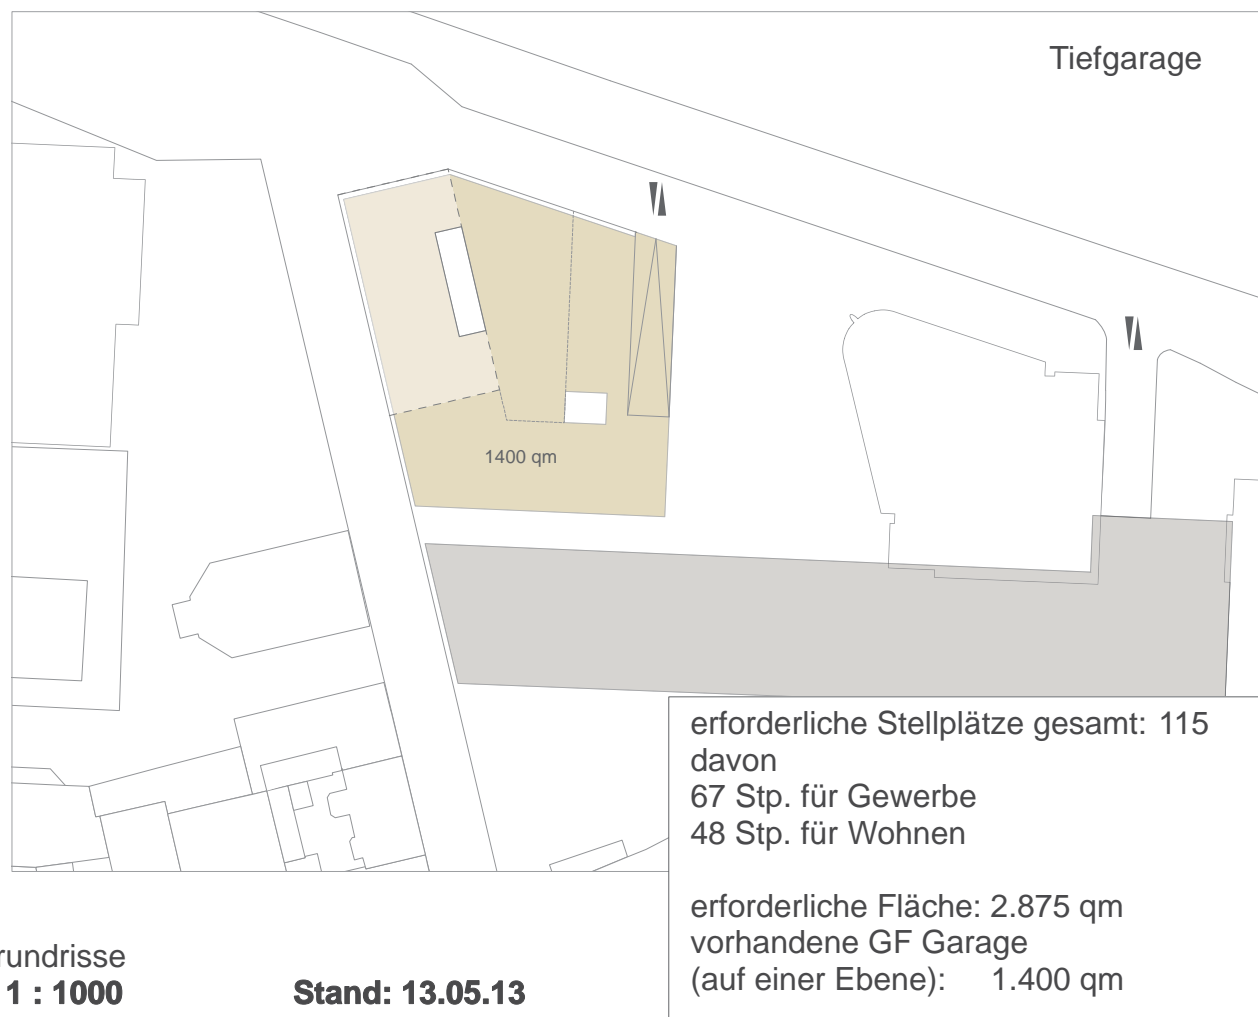 Tiefgarage
1400 qm
erforderliche Stellplätze gesamt: 115
davon
67 Stp. für Gewerbe
48 Stp. für Wohnen
erforderliche Fläche: 2.875 qm
vorhandene GF Garage
(auf einer Ebene): 1.400 qm
rundrisse
1 : 1000
Stand: 13.05.13